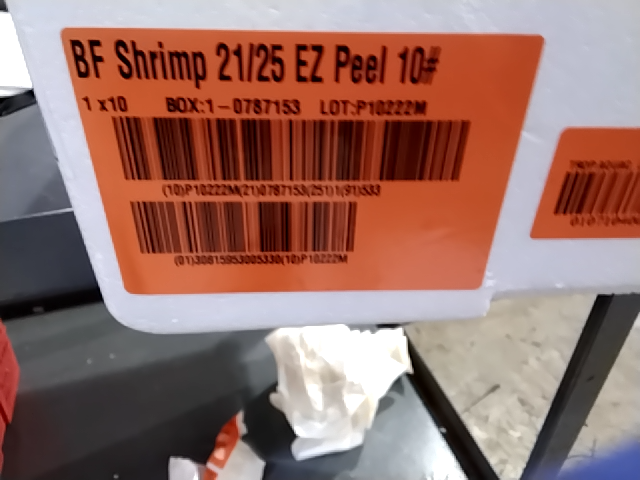 BF Shrimp 21/25 EZ Peel 10#
1 x10 BOX:1-0787153 LOT:P10222M
(10)P10222M(21)0787153(251)1(91)533
(01)30815953005330(10)P10222M